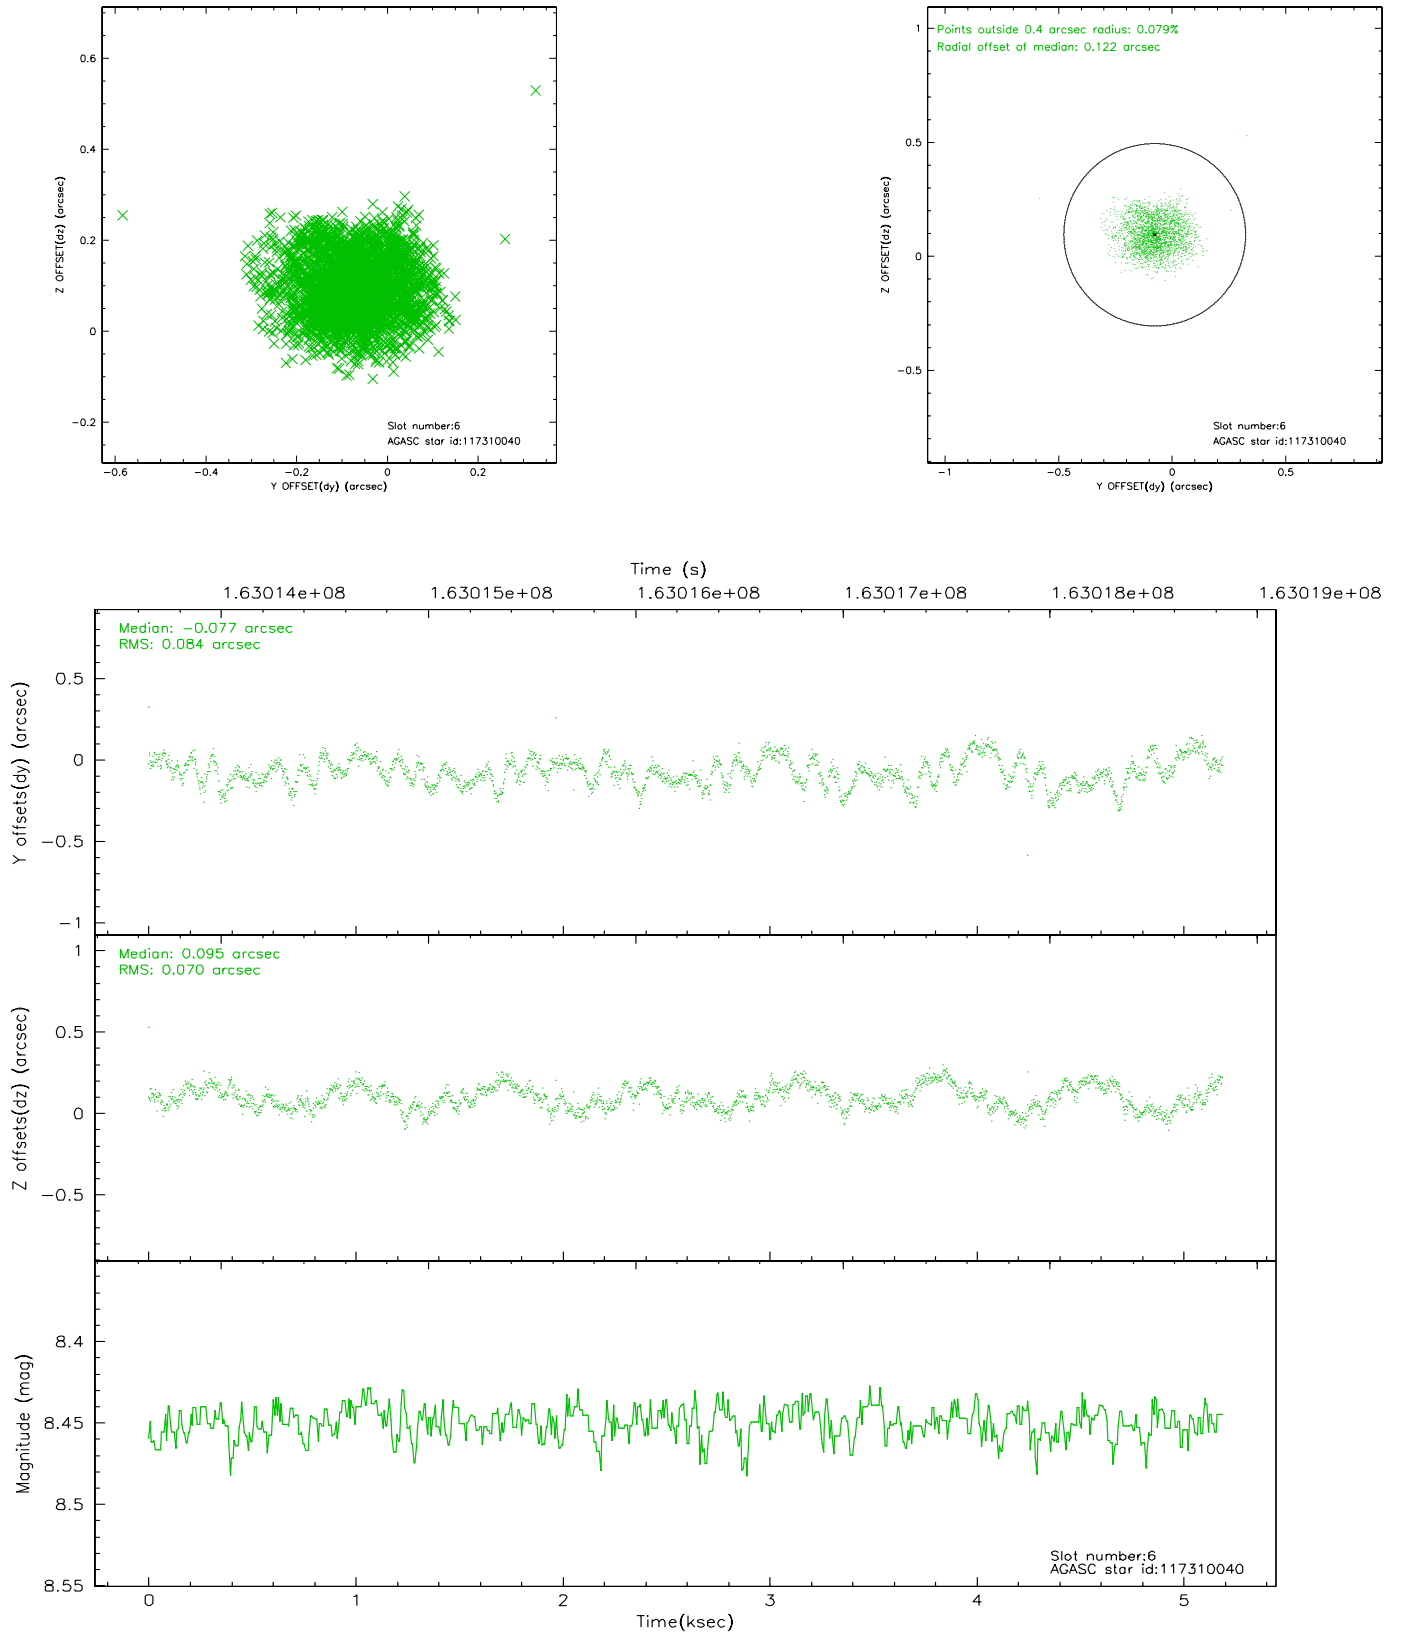 0.6
0.4
0.2
0
−0.2
Z OFFSET(dz) (arcsec)
Slot number:6
AGASC star id:117310040
−0.6 −0.4 −0.2 0 0.2
Y OFFSET(dy) (arcsec)
Points outside 0.4 arcsec radius: 0.079%
Radial offset of median: 0.122 arcsec
1
0.5
0
−0.5
Z OFFSET(dz) (arcsec)
Slot number:6
AGASC star id:117310040
−1 −0.5 0 0.5
Y OFFSET(dy) (arcsec)
Time (s)
1.63014e+08 1.63015e+08 1.63016e+08 1.63017e+08 1.63018e+08 1.63019e+08
Median: −0.077 arcsec
RMS: 0.084 arcsec
0.5
0
−0.5
−1
Y offsets(dy) (arcsec)
Median: 0.095 arcsec
RMS: 0.070 arcsec
1
0.5
0
−0.5
Z offsets(dz) (arcsec)
8.4
8.45
8.5
8.55
Magnitude (mag)
Slot number:6
AGASC star id:117310040
0 1 2 3 4 5
Time(ksec)